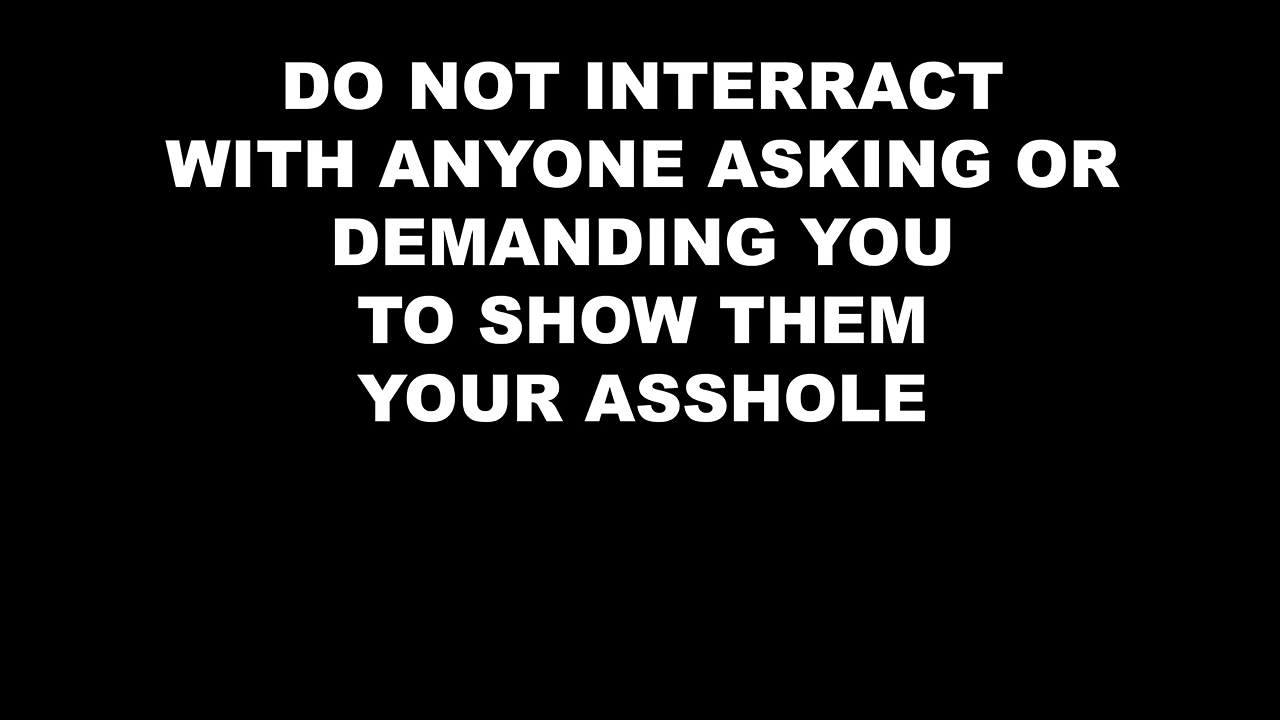 DO NOT INTERRACT
WITH ANYONE ASKING OR
DEMANDING YOU
TO SHOW THEM
YOUR ASSHOLE